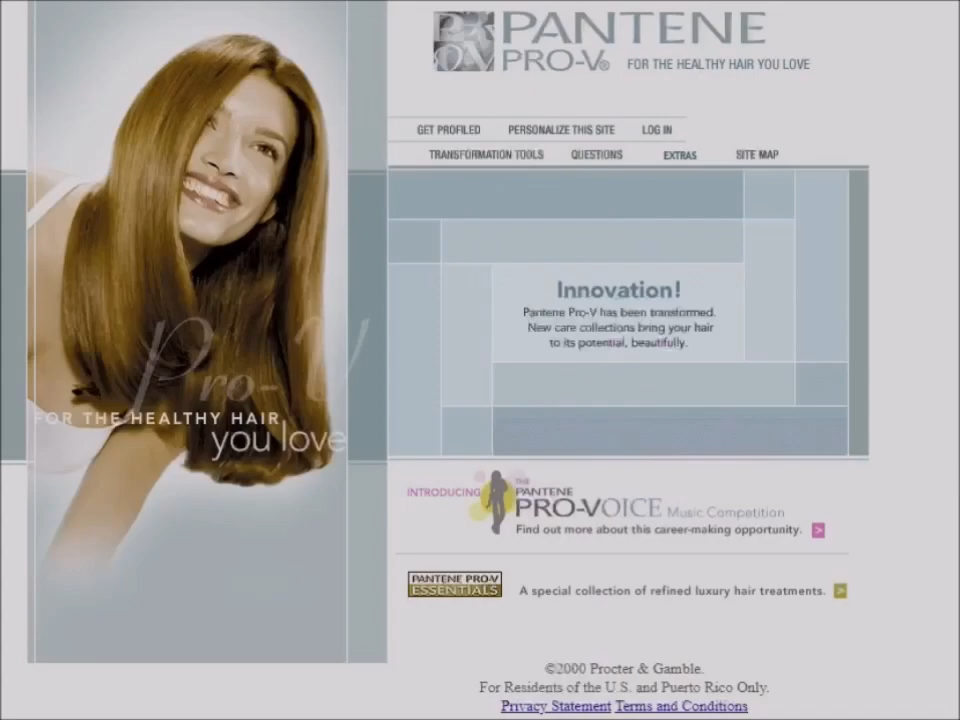 PRO-V
PANTENE
PRO-V® FOR THE HEALTHY HAIR YOU LOVE
GET PROFILED PERSONALIZE THIS SITE LOG IN
TRANSFORMATION TOOLS QUESTIONS EXTRAS SITE MAP
Innovation!
Pantene Pro-V has been transformed.
New care collections bring your hair
to its potential, beautifully.
Pro-V
FOR THE HEALTHY HAIR
you love
INTRODUCING THE PANTENE
PRO-VOICE Music Competition
Find out more about this career-making opportunity. >
PANTENE PRO-V
ESSENTIALS
A special collection of refined luxury hair treatments. >
©2000 Procter & Gamble.
For Residents of the U.S. and Puerto Rico Only.
Privacy Statement Terms and Conditions